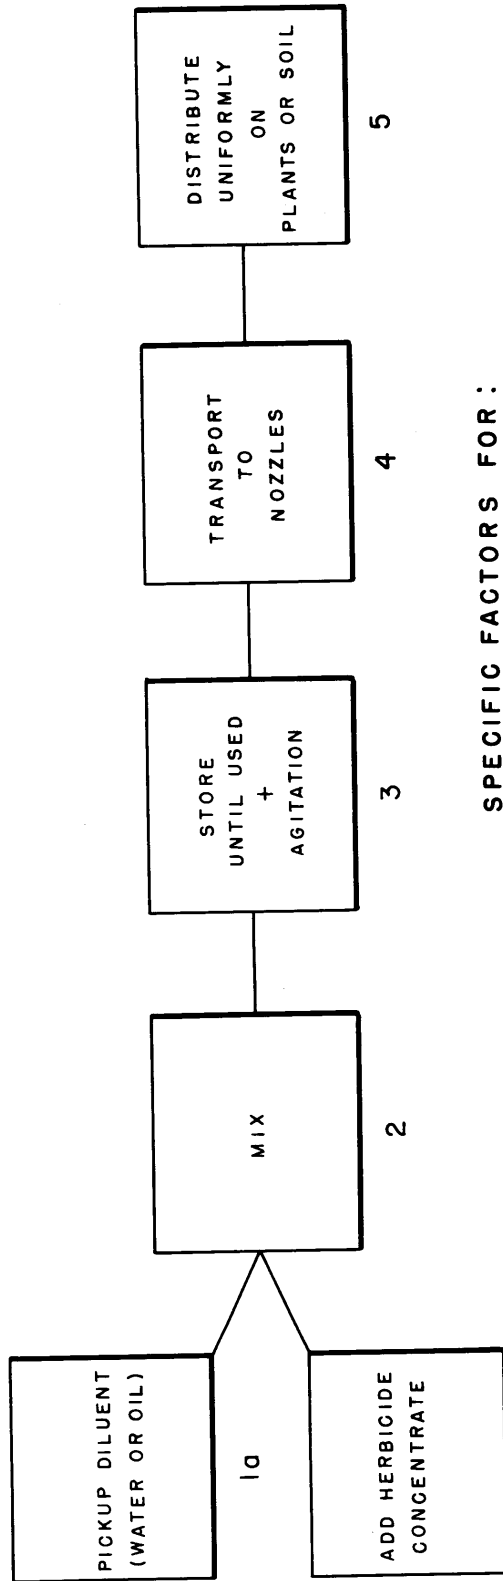 PICKUP DILUENT
(WATER OR OIL)
1a
ADD HERBICIDE
CONCENTRATE
MIX
2
STORE
UNTIL USED
+
AGITATION
3
TRANSPORT
TO
NOZZLES
4
DISTRIBUTE
UNIFORMLY
ON
PLANTS OR SOIL
5
SPECIFIC FACTORS FOR: